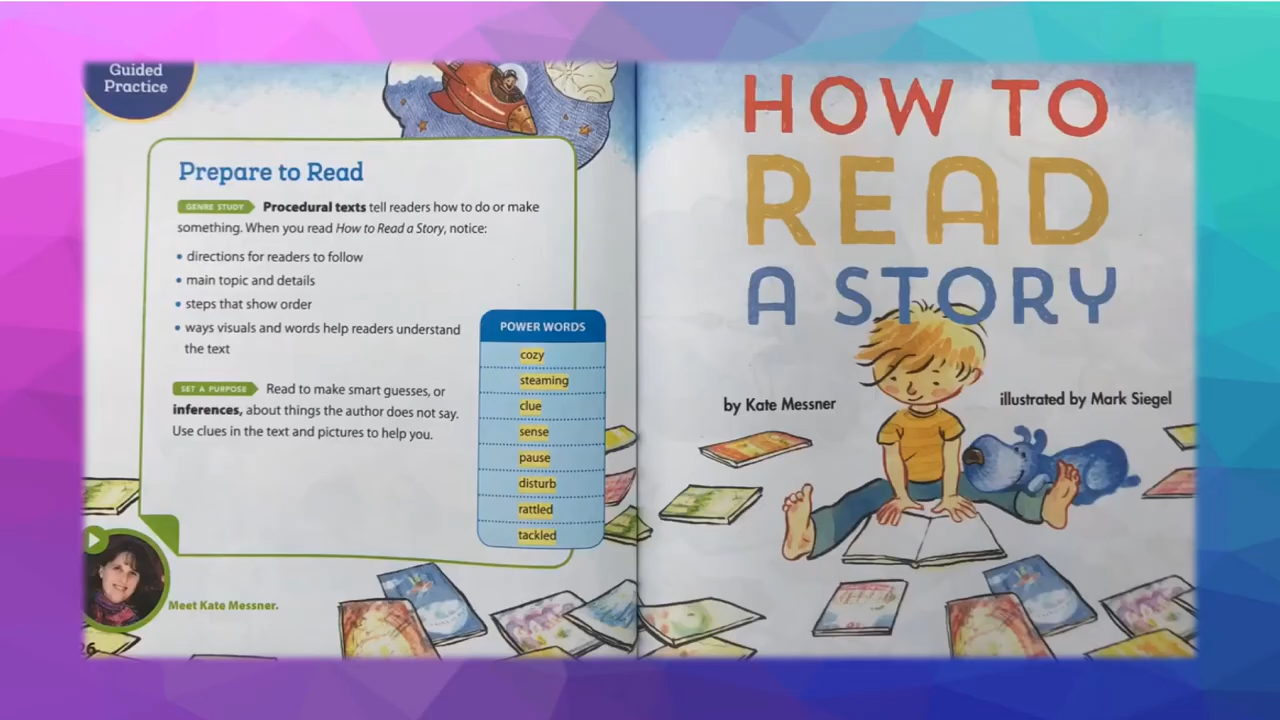 Guided
Practice
Prepare to Read
GENRE STUDY Procedural texts tell readers how to do or make
something. When you read How to Read a Story, notice:
• directions for readers to follow
• main topic and details
• steps that show order
• ways visuals and words help readers understand
the text
SET A PURPOSE Read to make smart guesses, or
inferences, about things the author does not say.
Use clues in the text and pictures to help you.
POWER WORDS
cozy
steaming
clue
sense
pause
disturb
rattled
tackled
Meet Kate Messner.
HOW TO
READ
A STORY
by Kate Messner
illustrated by Mark Siegel